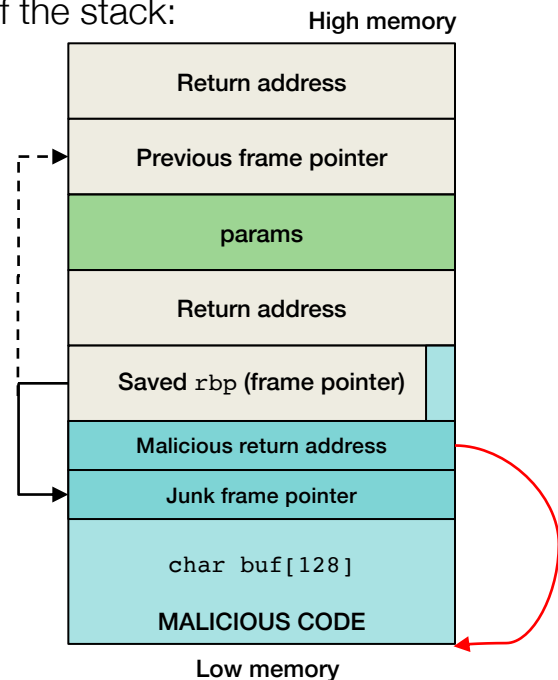 f the stack:
High memory
Return address
Previous frame pointer
params
Return address
Saved rbp (frame pointer)
Malicious return address
Junk frame pointer
char buf[128]
MALICIOUS CODE
Low memory